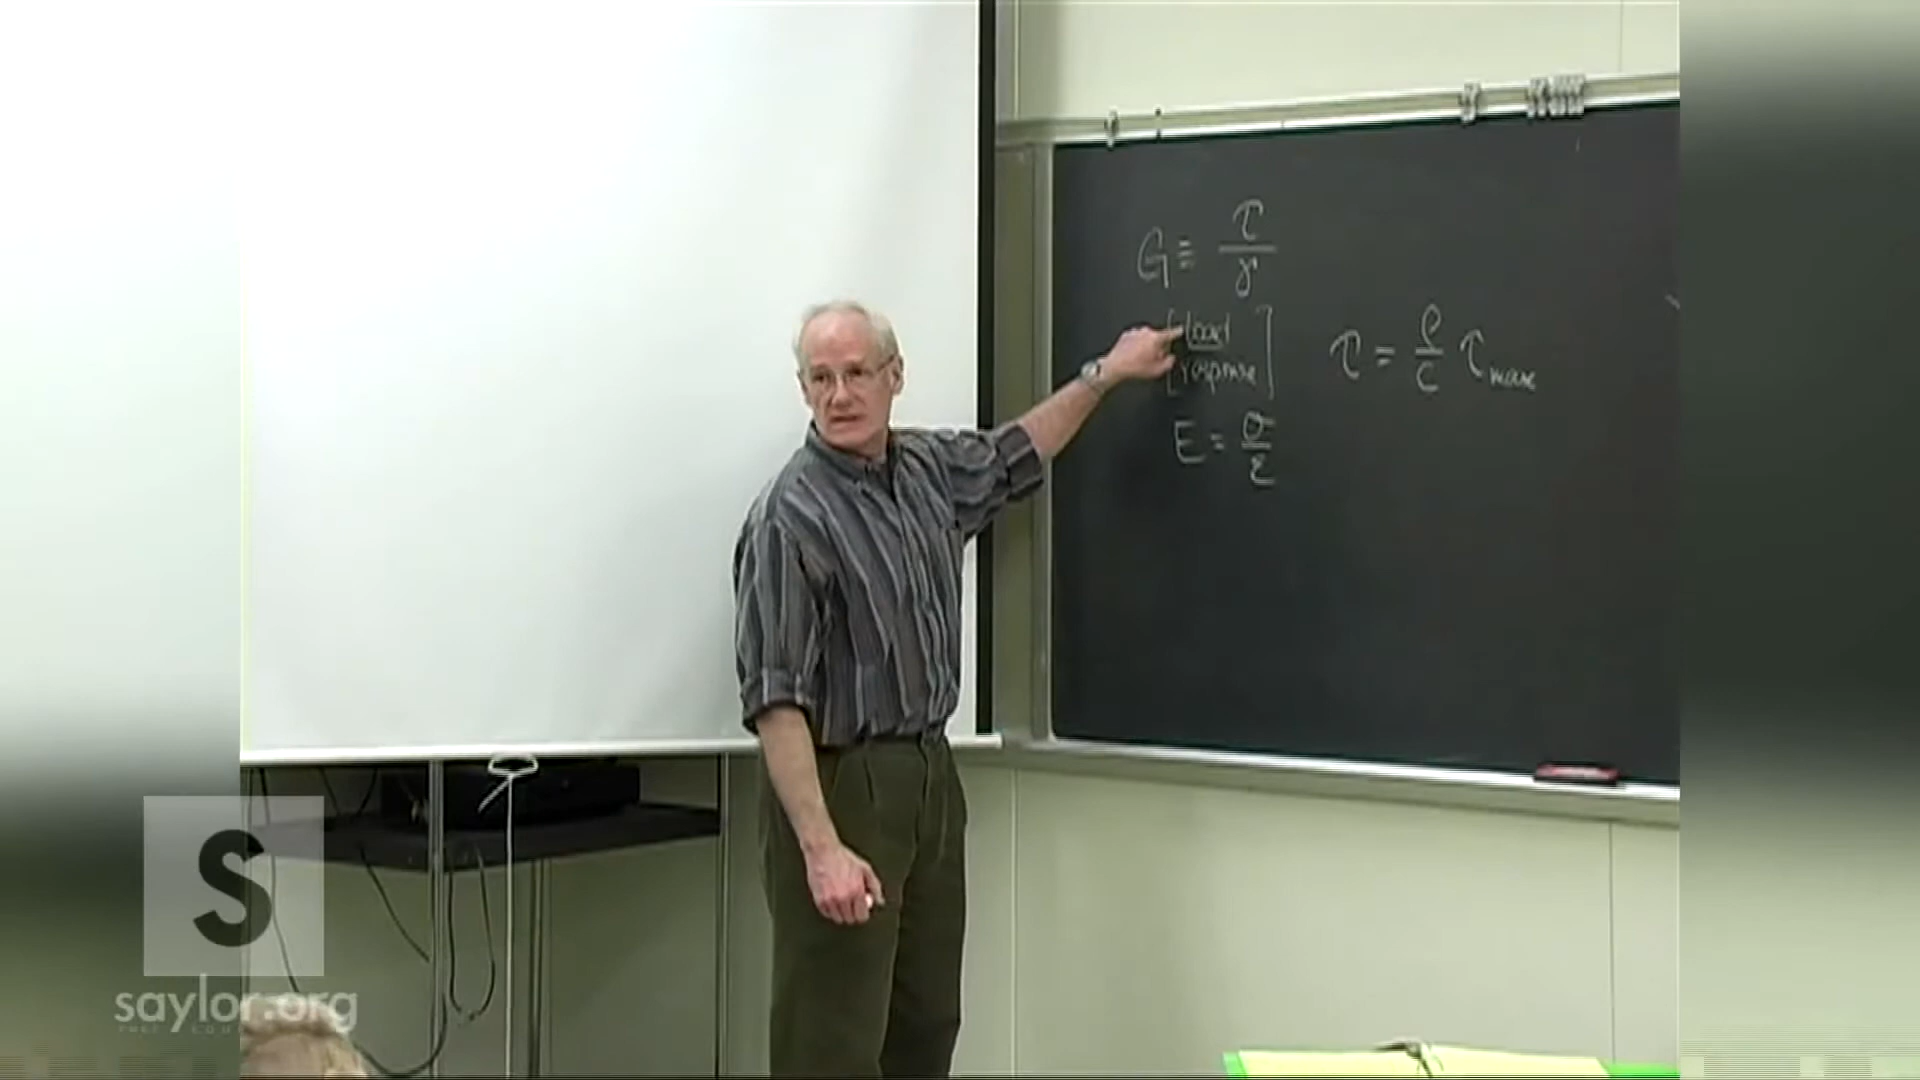 G ≡ τ / γ
[load / response]
τ = ρ / c τmax
E = σ / ε
S
saylor.org